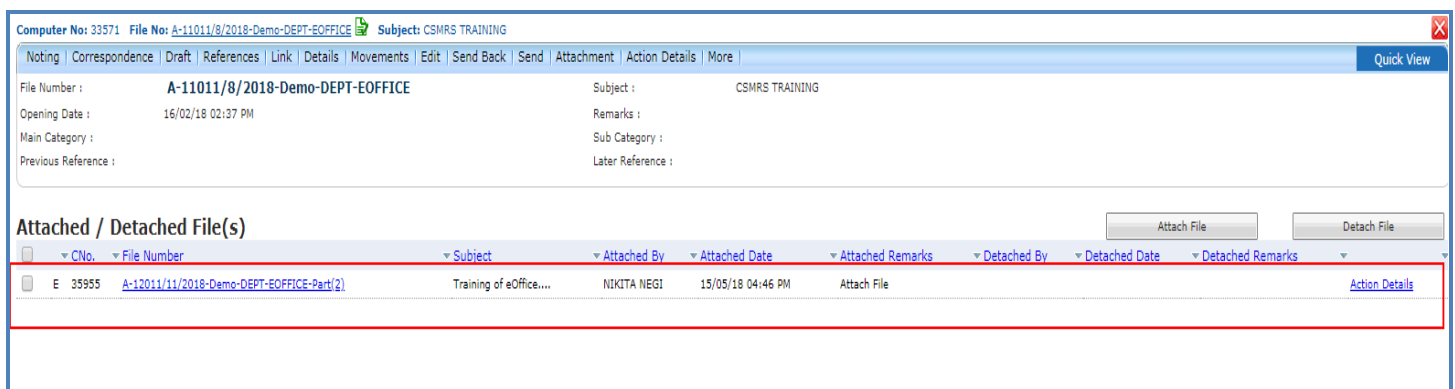 Computer No: 33571 File No: A-11011/8/2018-Demo-DEPT-EOFFICE Subject: CSMRS TRAINING
Noting | Correspondence | Draft | References | Link | Details | Movements | Edit | Send Back | Send | Attachment | Action Details | More | Quick View
File Number : A-11011/8/2018-Demo-DEPT-EOFFICE Subject : CSMRS TRAINING
Opening Date : 16/02/18 02:37 PM Remarks :
Main Category : Sub Category :
Previous Reference : Later Reference :
Attached / Detached File(s) Attach File Detach File
CNo. File Number Subject Attached By Attached Date Attached Remarks Detached By Detached Date Detached Remarks
E 35955 A-12011/11/2018-Demo-DEPT-EOFFICE-Part(2) Training of eOffice.... NIKITA NEGI 15/05/18 04:46 PM Attach File Action Details